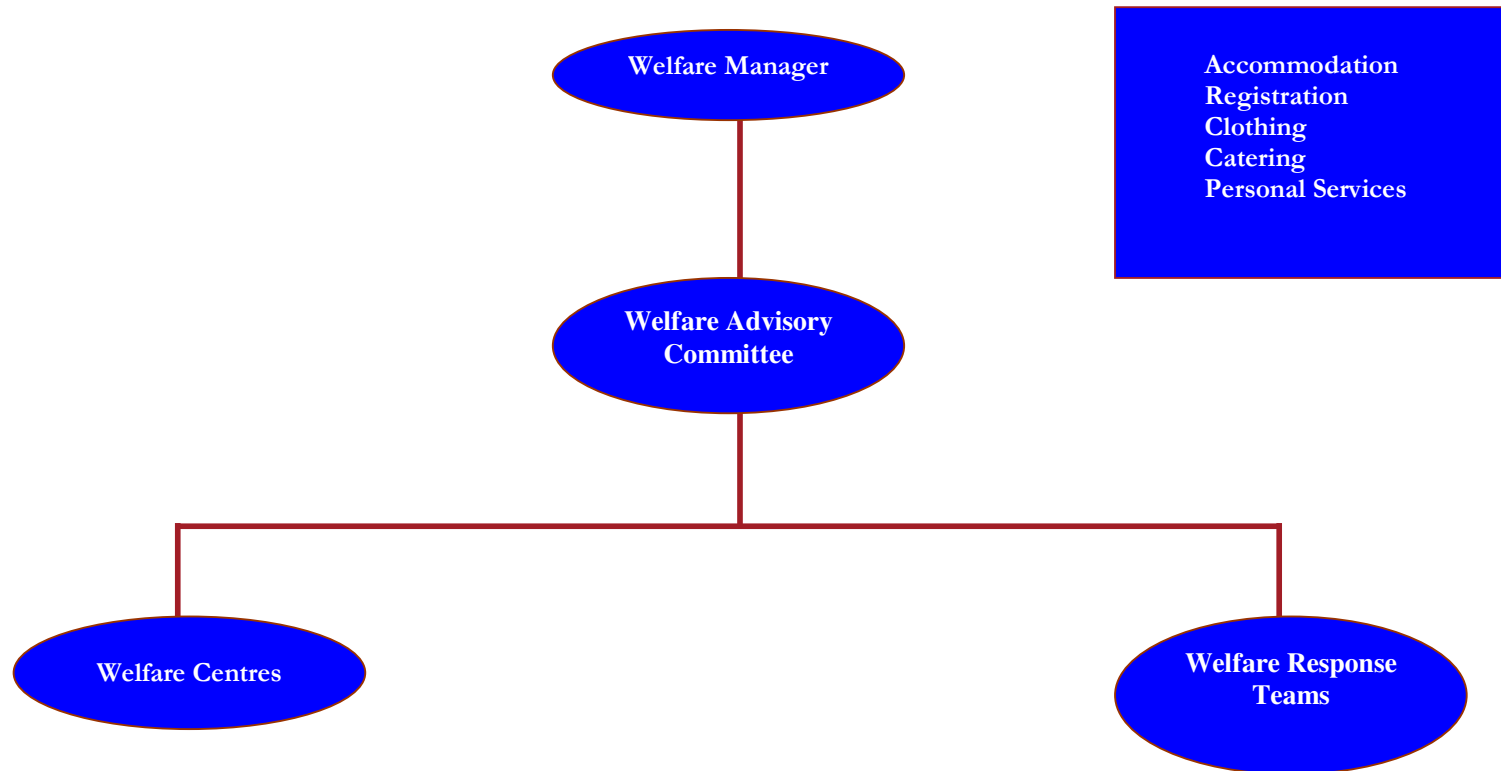 Welfare Manager
Accommodation
Registration
Clothing
Catering
Personal Services
Welfare Advisory
Committee
Welfare Centres
Welfare Response
Teams